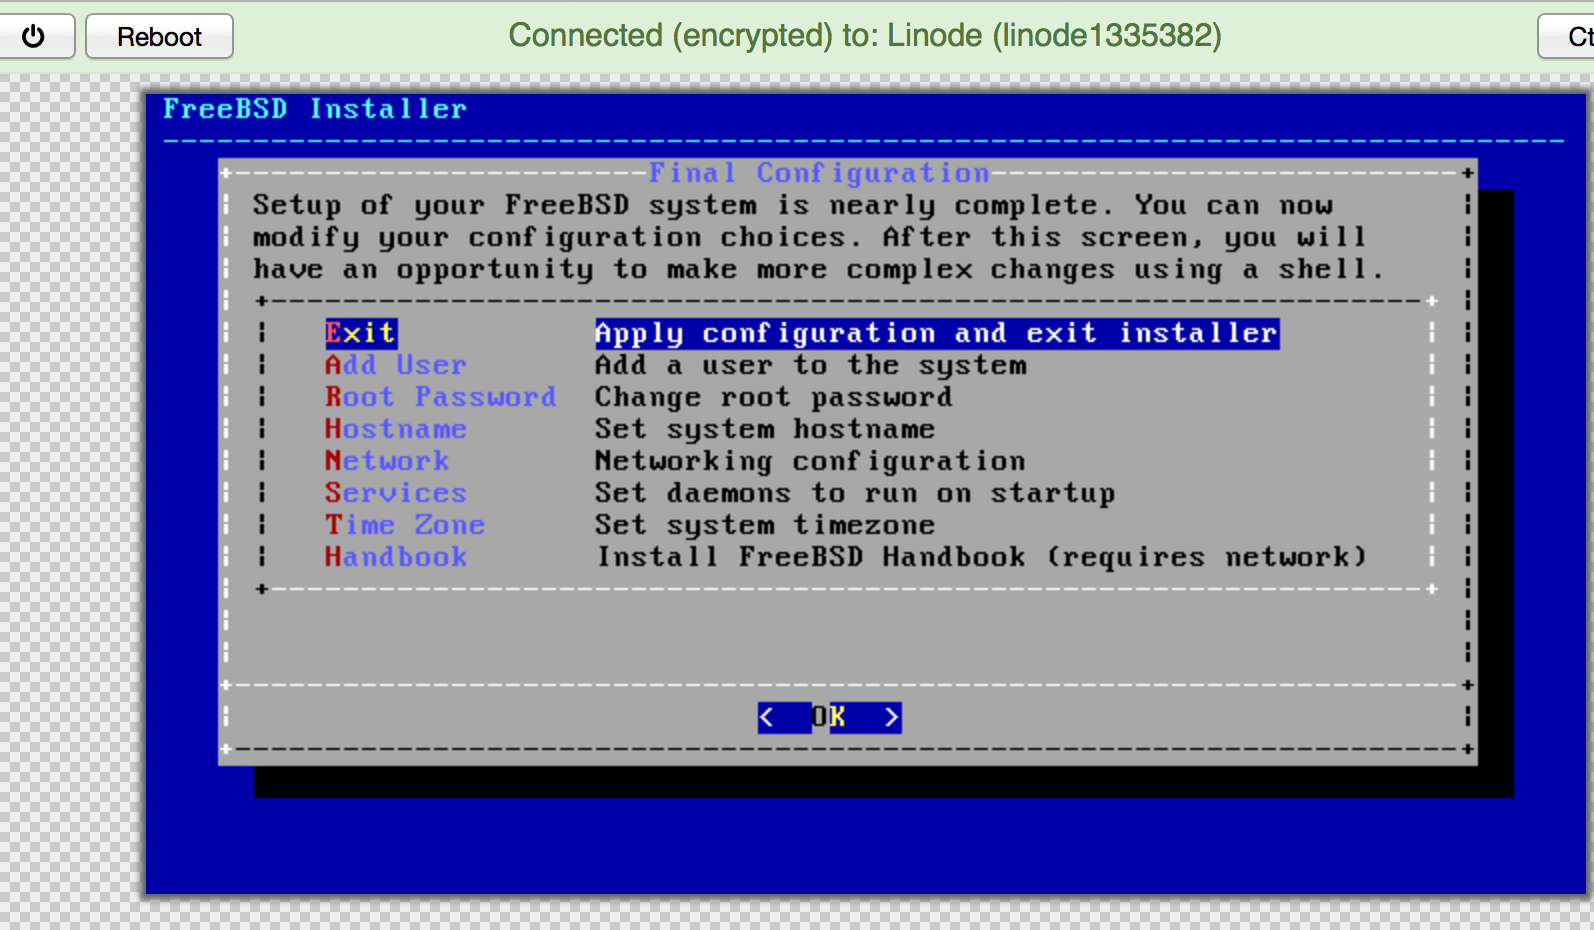 Reboot
Connected (encrypted) to: Linode (linode1335382)
Ct
FreeBSD Installer
Final Configuration
Setup of your FreeBSD system is nearly complete. You can now
modify your configuration choices. After this screen, you will
have an opportunity to make more complex changes using a shell.
Exit Apply configuration and exit installer
Add User Add a user to the system
Root Password Change root password
Hostname Set system hostname
Network Networking configuration
Services Set daemons to run on startup
Time Zone Set system timezone
Handbook Install FreeBSD Handbook (requires network)
< OK >